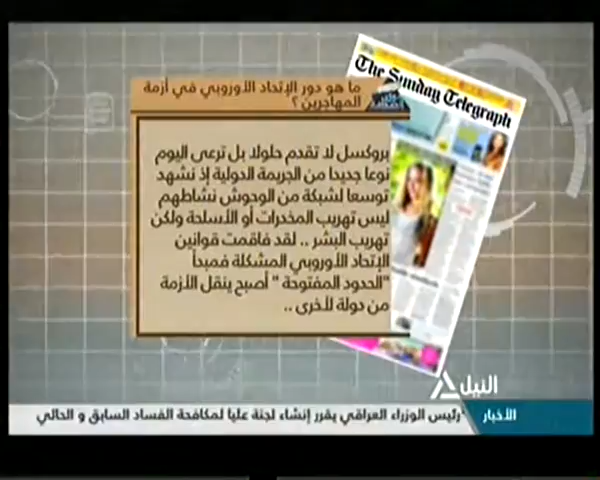 The Sunday Telegraph
ما هو دور الإتحاد الأوروبي في أزمة
المهاجرين ؟
بروكسل لا تقدم حلولا بل ترعى اليوم
نوعا جديدا من الجريمة الدولية إذ نشهد
توسعا لشبكة من الوحوش نشاطهم
ليس تهريب المخدرات أو الأسلحة ولكن
تهريب البشر .. لقد فاقمت قوانين
الإتحاد الأوروبي المشكلة فمبدأ
"الحدود المفتوحة " أصبح ينقل الأزمة
من دولة لأخرى ..
النيل
الأخبار
رئيس الوزراء العراقي يقرر إنشاء لجنة عليا لمكافحة الفساد السابق و الحالي